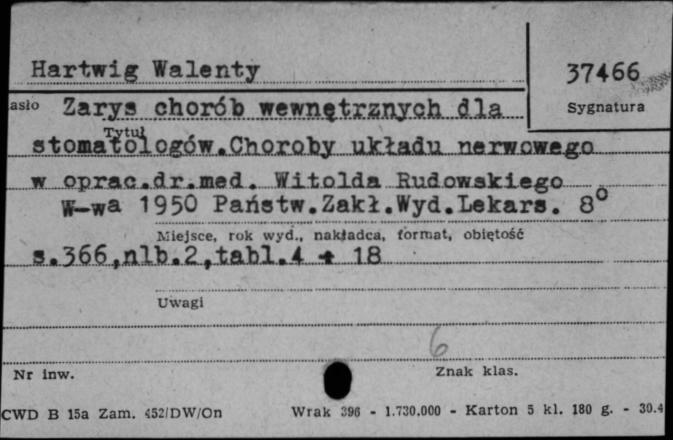 Hartwig Walenty
37466
asło Zarys chorób wewnętrznych dla
Sygnatura
Tytuł
stomatologów.Choroby układu nerwowego
w oprac.dr.med. Witolda Rudowskiego
W-wa 1950 Państw.Zakł.Wyd.Lekars. 8°
Miejsce, rok wyd., nakładca, format, obiętość
s.366,nlb.2,tabl.4 + 18
Uwagi
6
Nr inw.
Znak klas.
CWD B 15a Zam. 452/DW/On Wrak 396 - 1.730.000 - Karton 5 kl. 180 g. - 30.4